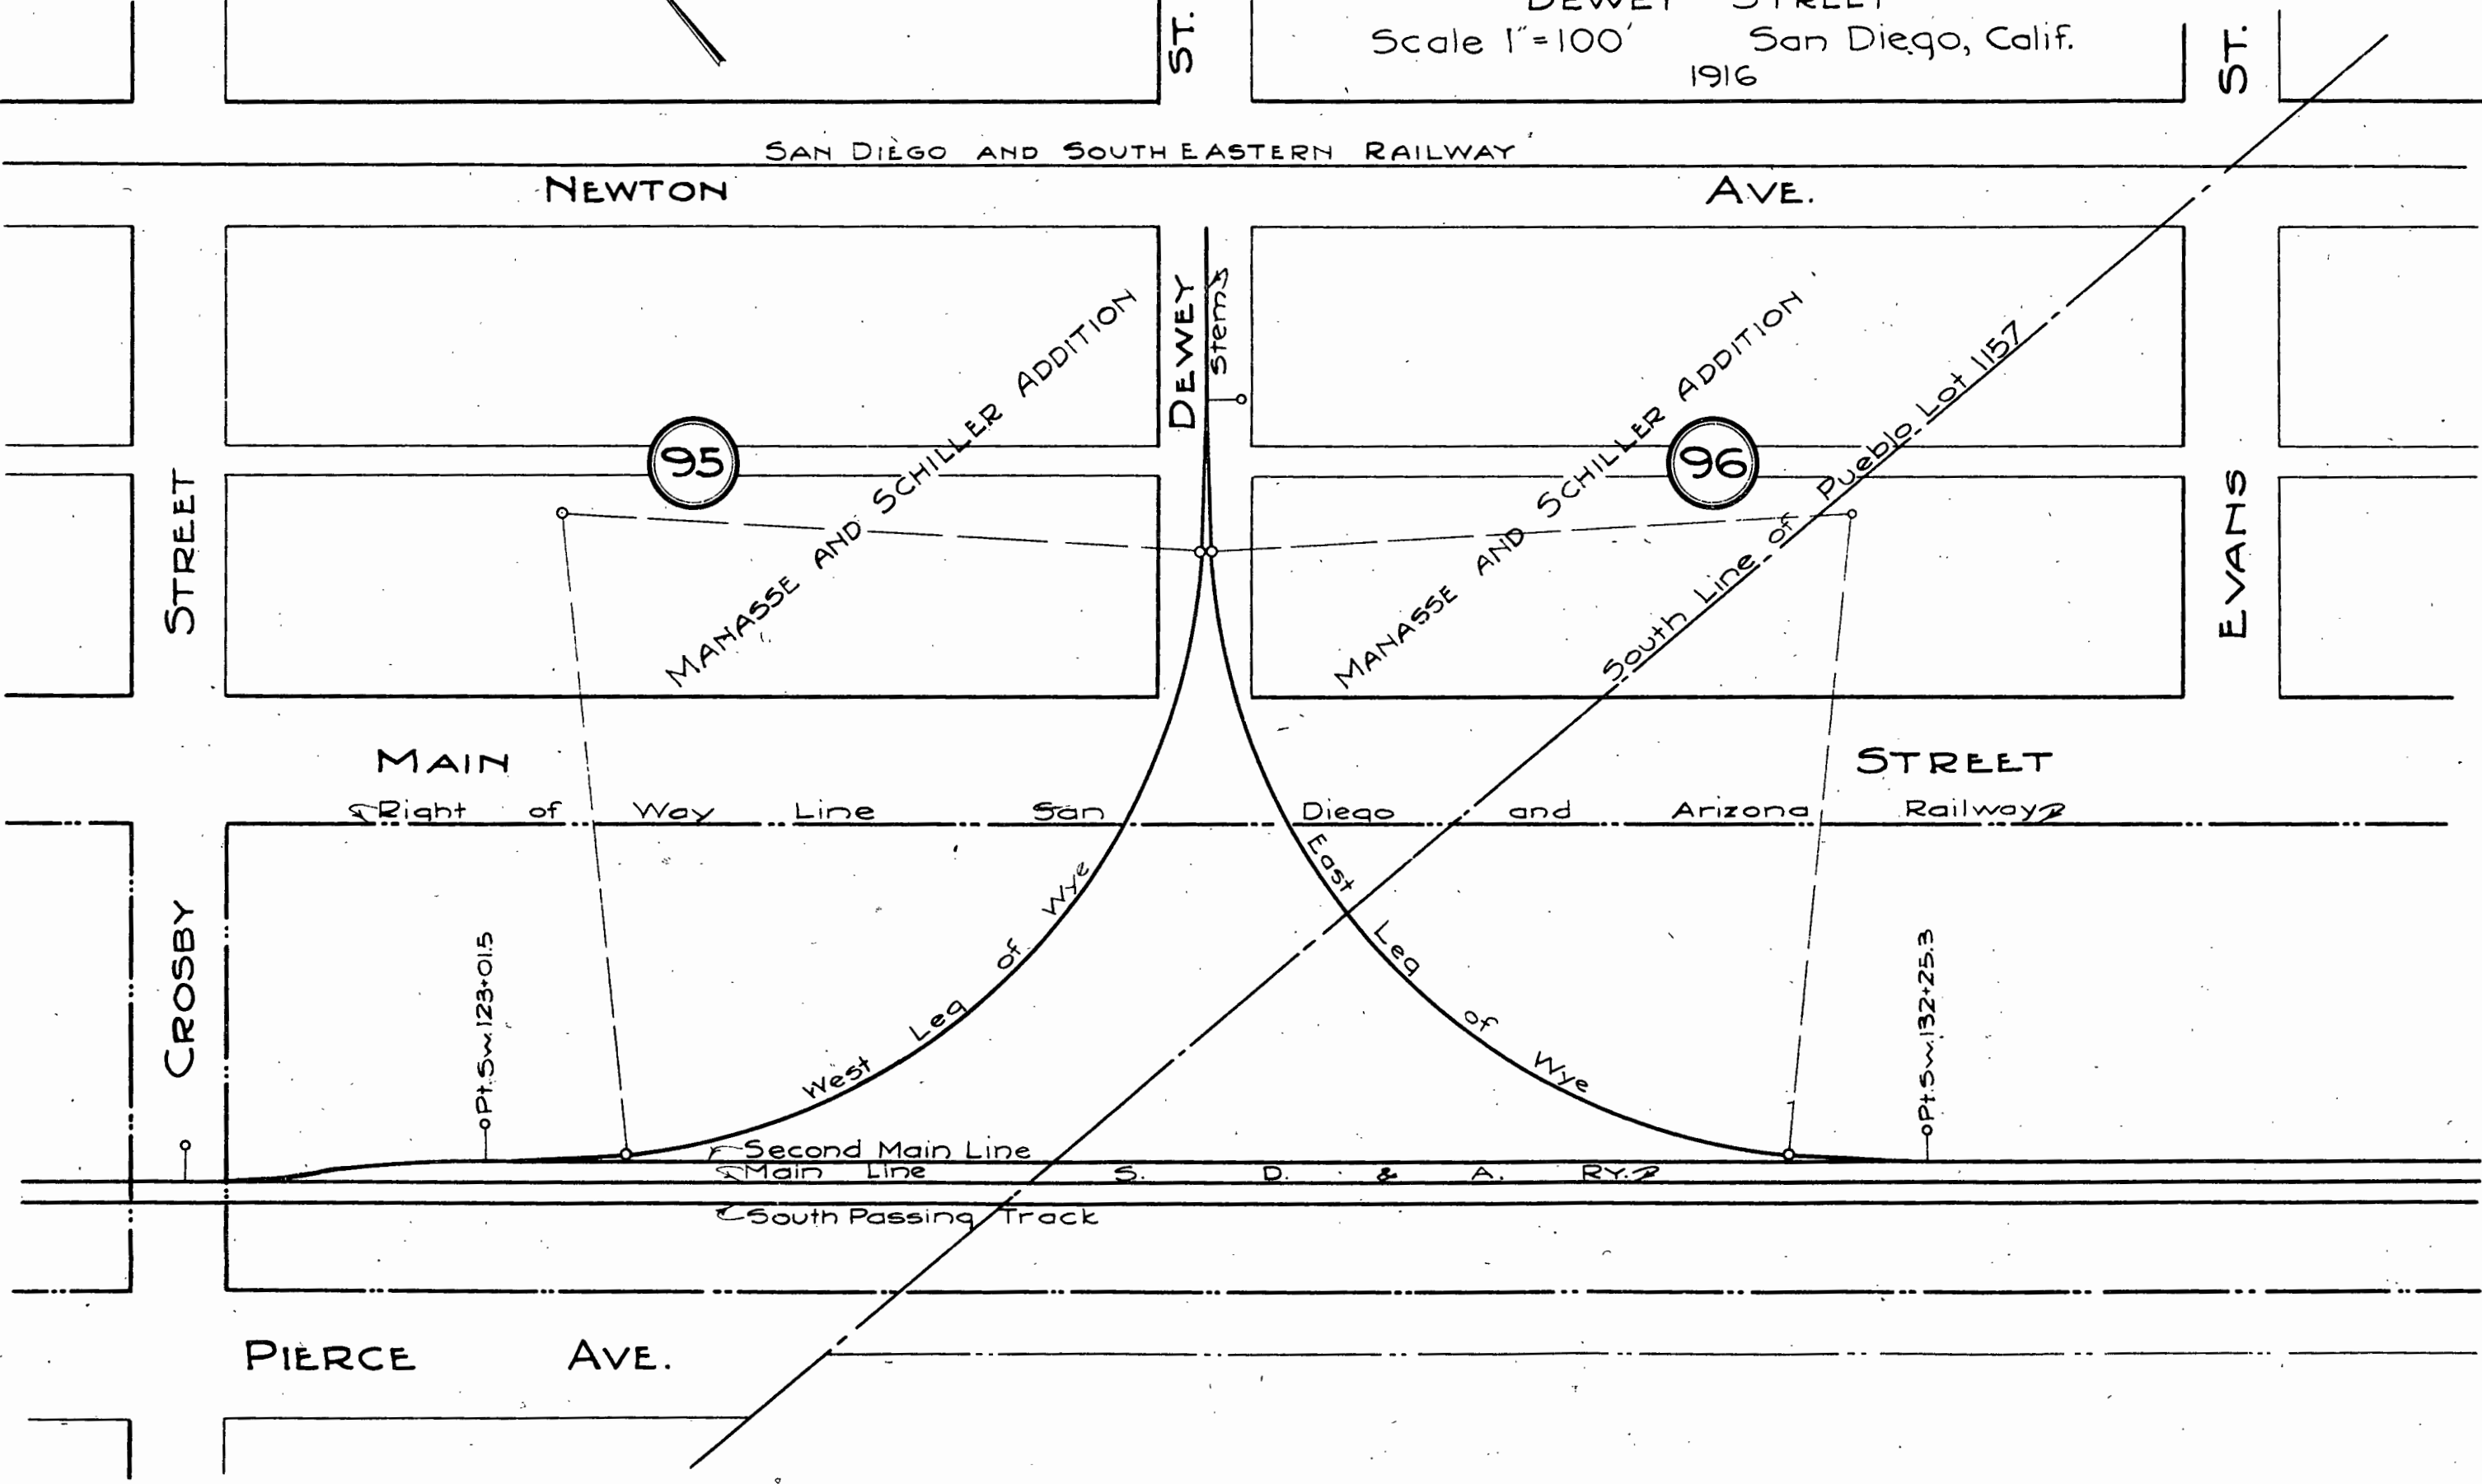 DEWEY STREET
Scale 1"=100' San Diego, Calif.
1916
ST.
ST.
SAN DIEGO AND SOUTH EASTERN RAILWAY
NEWTON AVE.
DEWEY
Stem
MANASSE AND SCHILLER ADDITION
MANASSE AND SCHILLER ADDITION
South Line of Pueblo Lot 1157
95
96
STREET
EVANS
MAIN STREET
Right of Way Line San Diego and Arizona Railway
CROSBY
Pt. Sw. 123+01.5
West Leg of Wye
East Leg of Wye
Pt. Sw. 132+25.3
Second Main Line
Main Line S. D. & A. RY.
South Passing Track
PIERCE AVE.